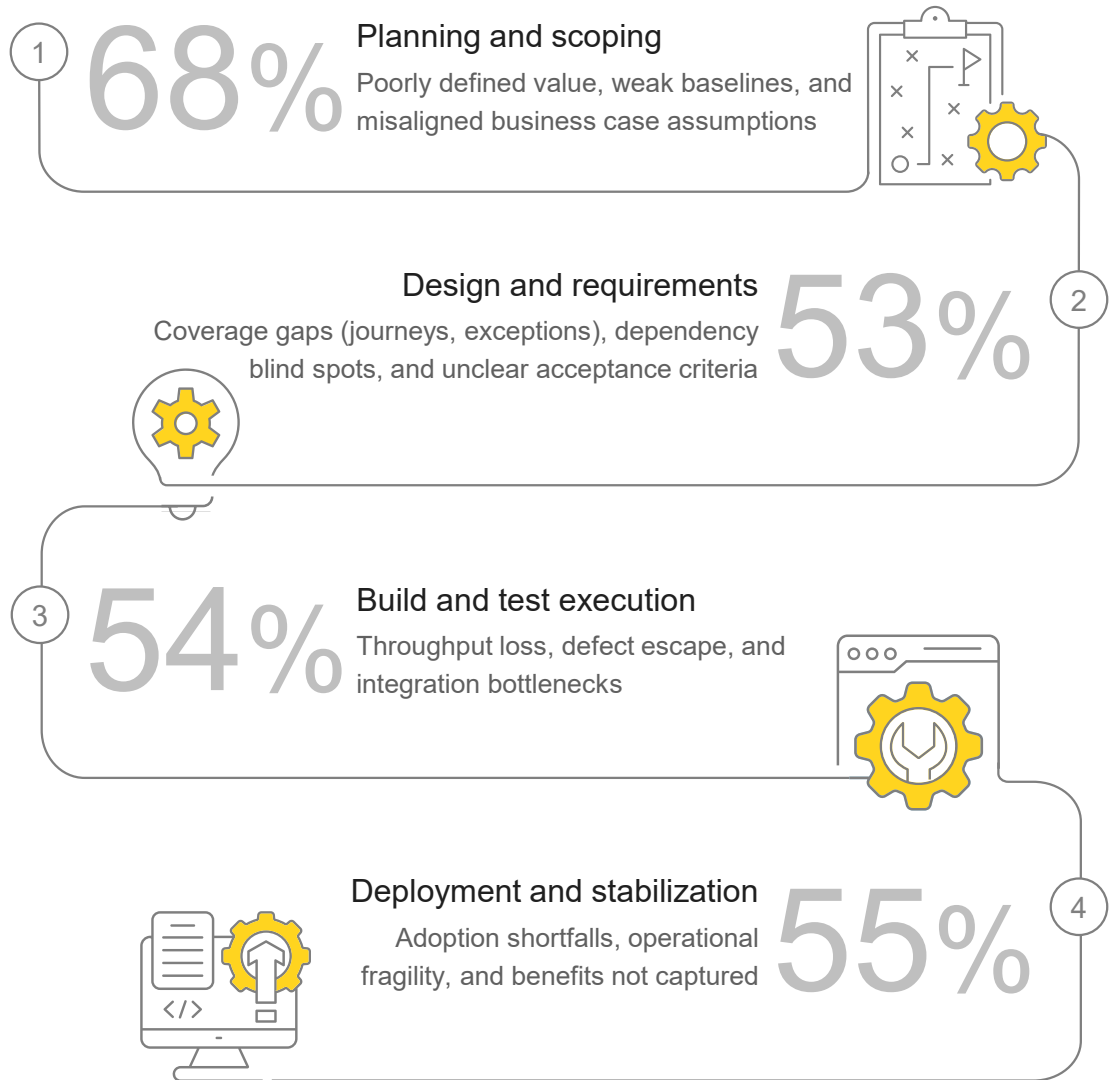 1
68%
Planning and scoping
Poorly defined value, weak baselines, and
misaligned business case assumptions
Design and requirements
Coverage gaps (journeys, exceptions), dependency
blind spots, and unclear acceptance criteria
53%
2
3
54%
Build and test execution
Throughput loss, defect escape, and
integration bottlenecks
Deployment and stabilization
Adoption shortfalls, operational
fragility, and benefits not captured
55%
4
</>